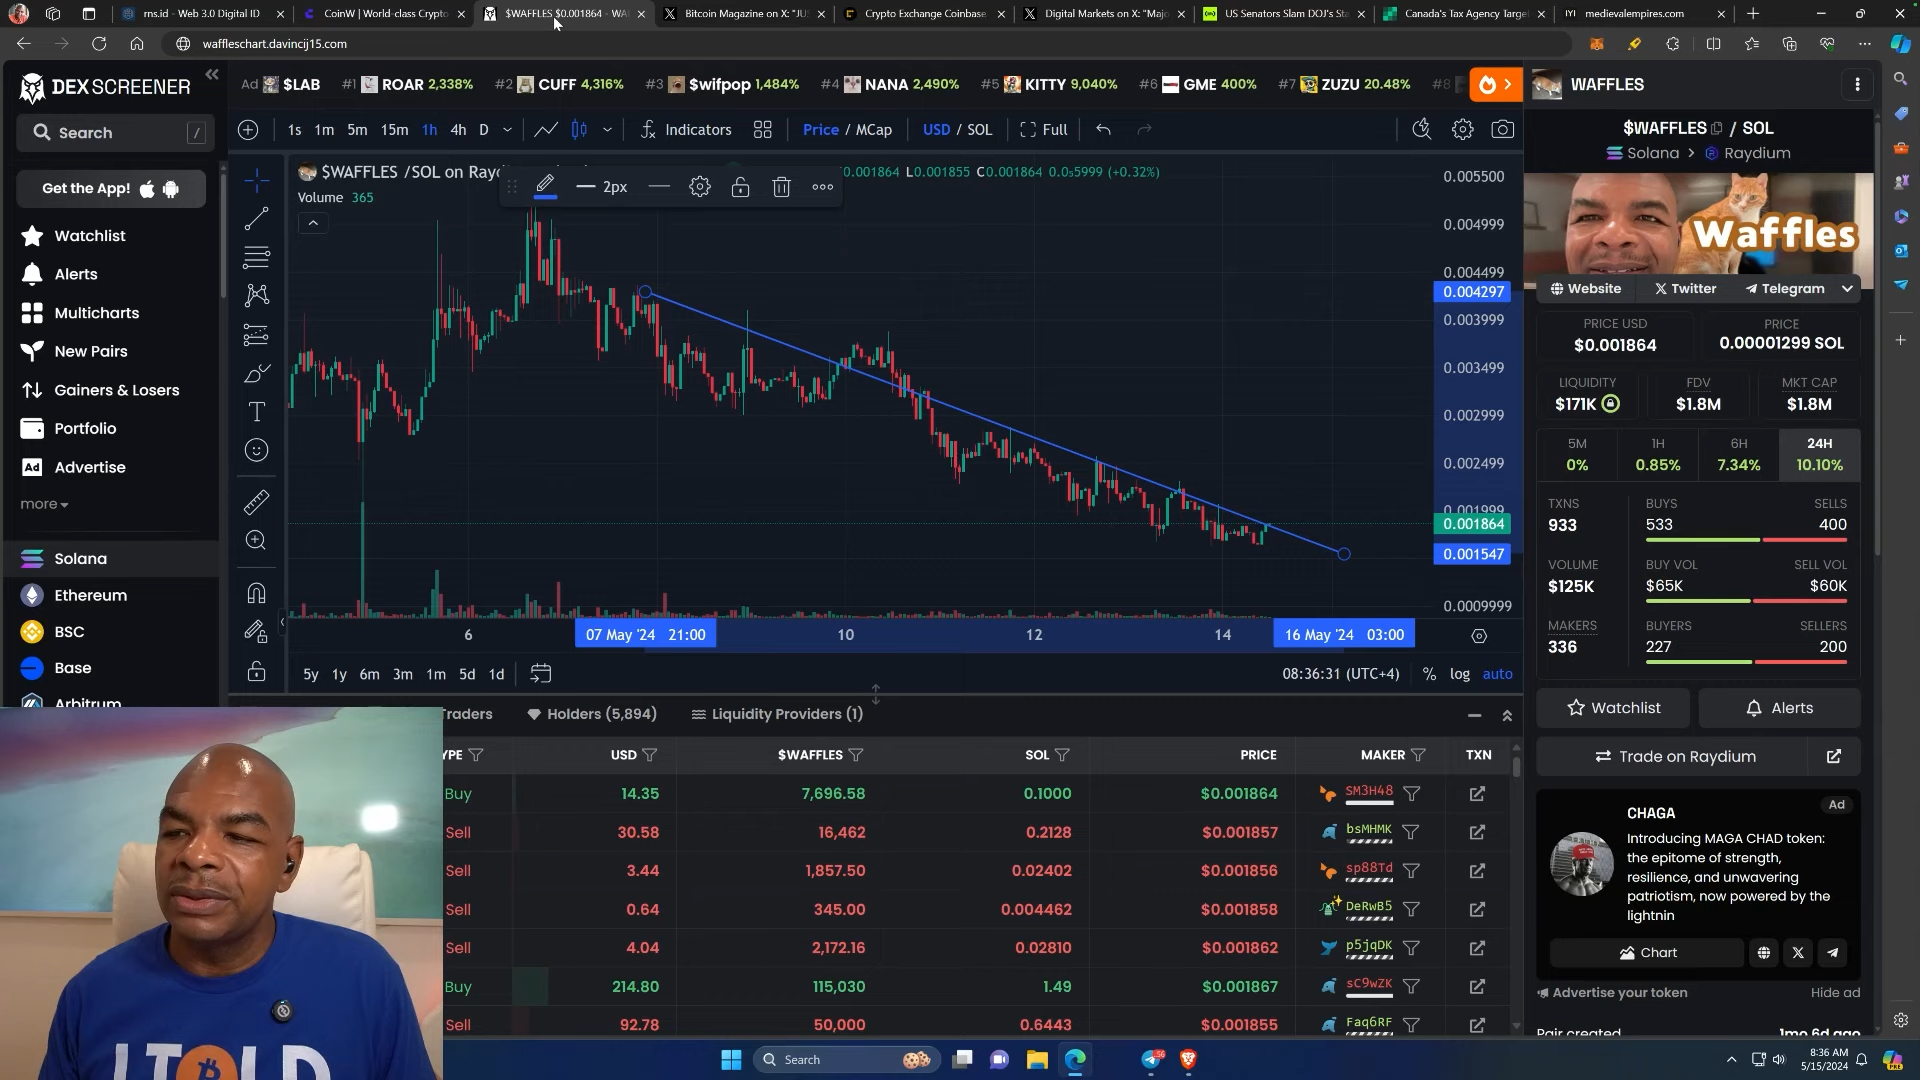 ms.id - Web 3.0 Digital ID
CoinW | World-class Crypto
$WAFFLES $0.001864 - WA
Bitcoin Magazine on X: "JUS
Crypto Exchange Coinbase
Digital Markets on X: "Majo
US Senators Slam DOJ's Sta
Canada's Tax Agency Targe
medievalempires.com
waffleschart.davincij15.com
DEX SCREENER
Ad $LAB #1 ROAR 2,338% #2 CUFF 4,316% #3 $wifpop 1,484% #4 NANA 2,490% #5 KITTY 9,040% #6 GME 400% #7 ZUZU 20.48% #8
WAFFLES
Search /
1s 1m 5m 15m 1h 4h D Indicators Price / MCap USD / SOL Full
$WAFFLES / SOL
Solana > Raydium
Get the App!
Watchlist
Alerts
Multicharts
New Pairs
Gainers & Losers
Portfolio
Ad Advertise
more
Solana
Ethereum
BSC
Base
Arbitrum
$WAFFLES /SOL on Ray
2px
0.001864 L0.001855 C0.001864 0.0₅5999 (+0.32%)
Volume 365
0.005500
0.004999
0.004499
0.004297
0.003999
0.003499
0.002999
0.002499
0.001999
0.001864
0.001547
0.0009999
6 07 May '24 21:00 10 12 14 16 May '24 03:00
5y 1y 6m 3m 1m 5d 1d
08:36:31 (UTC+4) % log auto
Waffles
Website Twitter Telegram
PRICE USD
$0.001864
PRICE
0.00001299 SOL
LIQUIDITY
$171K
FDV
$1.8M
MKT CAP
$1.8M
5M 1H 6H 24H
0% 0.85% 7.34% 10.10%
TXNS
933
BUYS SELLS
533 400
VOLUME
$125K
BUY VOL SELL VOL
$65K $60K
MAKERS
336
BUYERS SELLERS
227 200
Watchlist Alerts
Trade on Raydium
Ad
CHAGA
Introducing MAGA CHAD token:
the epitome of strength,
resilience, and unwavering
patriotism, now powered by the
lightnin
Chart
Advertise your token Hide ad
Pair created 1mo 6d ago
Traders Holders (5,894) Liquidity Providers (1)
YPE USD $WAFFLES SOL PRICE MAKER TXN
Buy 14.35 7,696.58 0.1000 $0.001864 SM3H48
Sell 30.58 16,462 0.2128 $0.001857 bsMHMK
Sell 3.44 1,857.50 0.02402 $0.001856 sp88Td
Sell 0.64 345.00 0.004462 $0.001858 DeRwB5
Sell 4.04 2,172.16 0.02810 $0.001862 p5jqDK
Buy 214.80 115,030 1.49 $0.001867 sC9wZK
Sell 92.78 50,000 0.6443 $0.001855 Faq6RF
I TOLD
Search
8:36 AM
5/15/2024